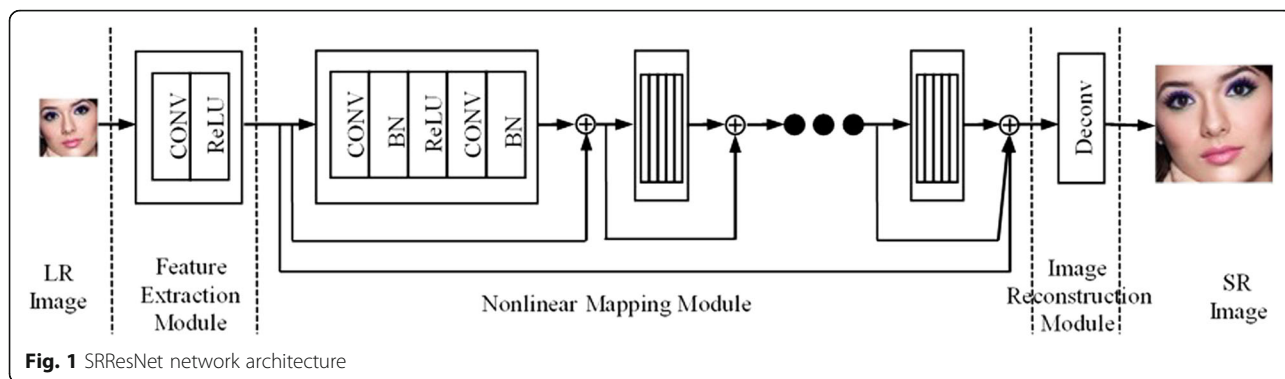 CONV
ReLU
CONV
BN
ReLU
CONV
BN
Deconv
LR
Image
Feature
Extraction
Module
Nonlinear Mapping Module
Image
Reconstruction
Module
SR
Image
Fig. 1 SRResNet network architecture